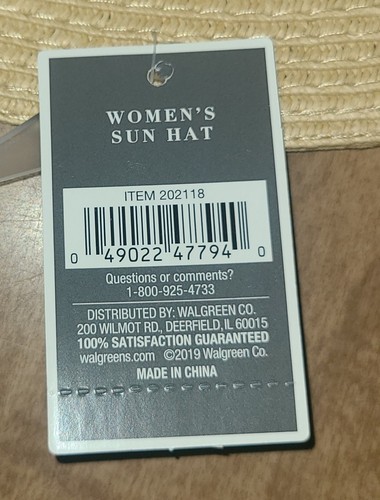 WOMEN'S
SUN HAT
ITEM 202118
0 49022 47794 0
Questions or comments?
1-800-925-4733
DISTRIBUTED BY: WALGREEN CO.
200 WILMOT RD., DEERFIELD, IL 60015
100% SATISFACTION GUARANTEED
walgreens.com ©2019 Walgreen Co.
MADE IN CHINA